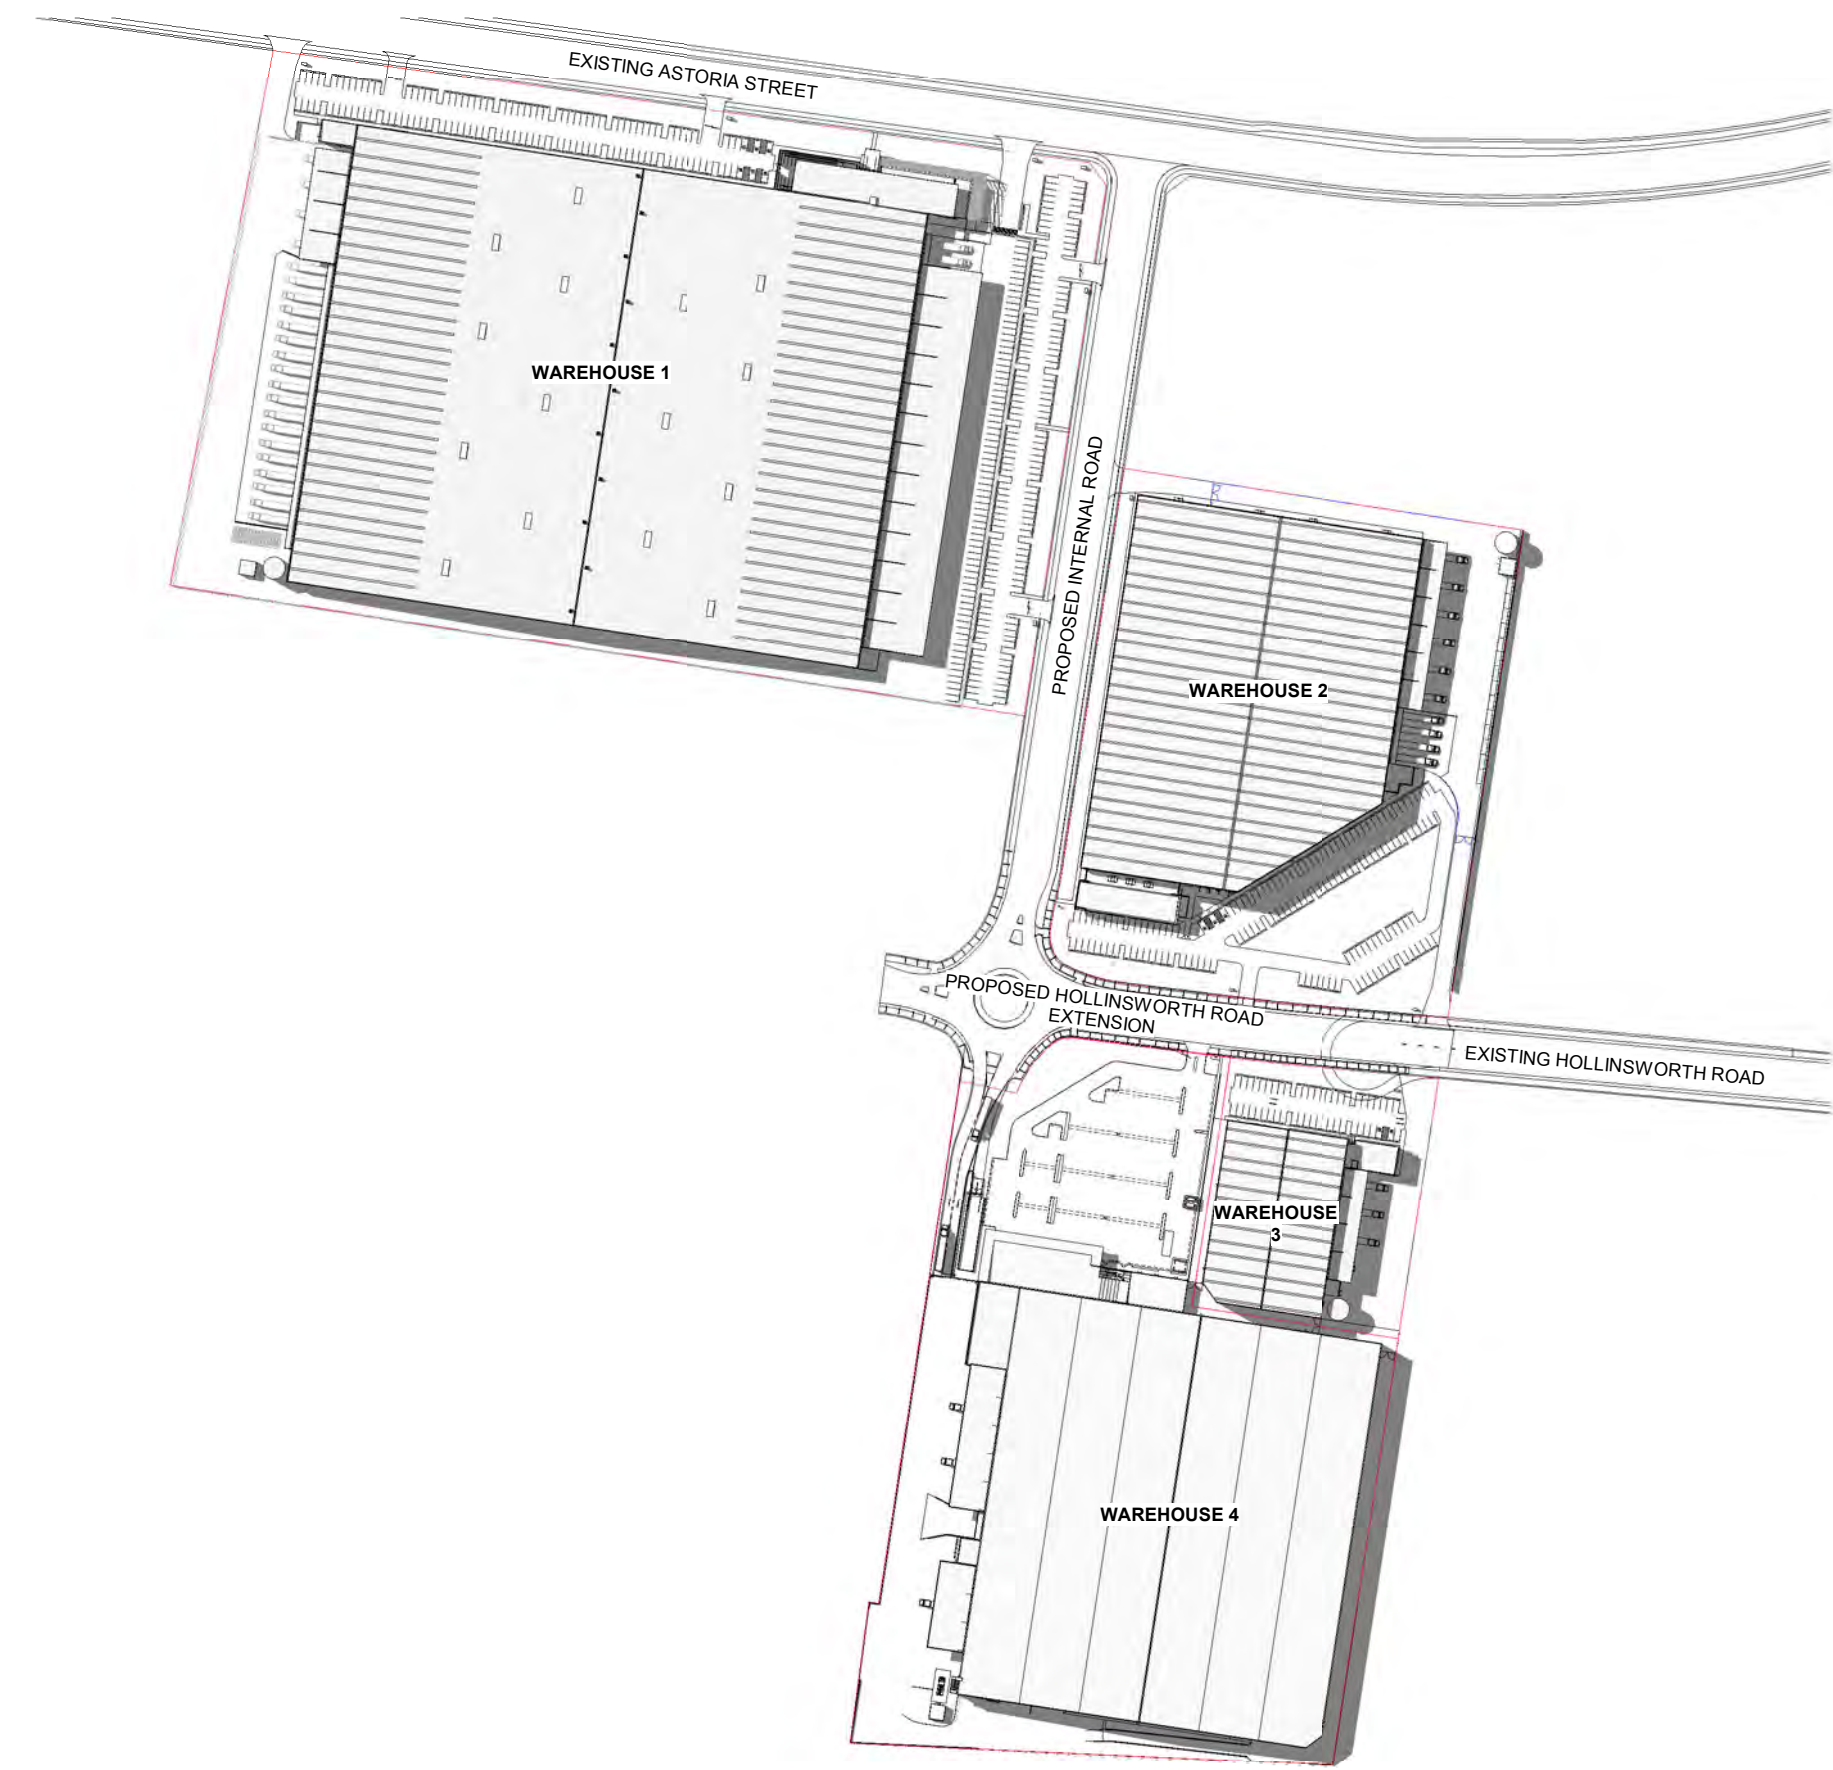 EXISTING ASTORIA STREET
WAREHOUSE 1
PROPOSED INTERNAL ROAD
WAREHOUSE 2
PROPOSED HOLLINSWORTH ROAD
EXTENSION
EXISTING HOLLINSWORTH ROAD
WAREHOUSE
3
WAREHOUSE 4